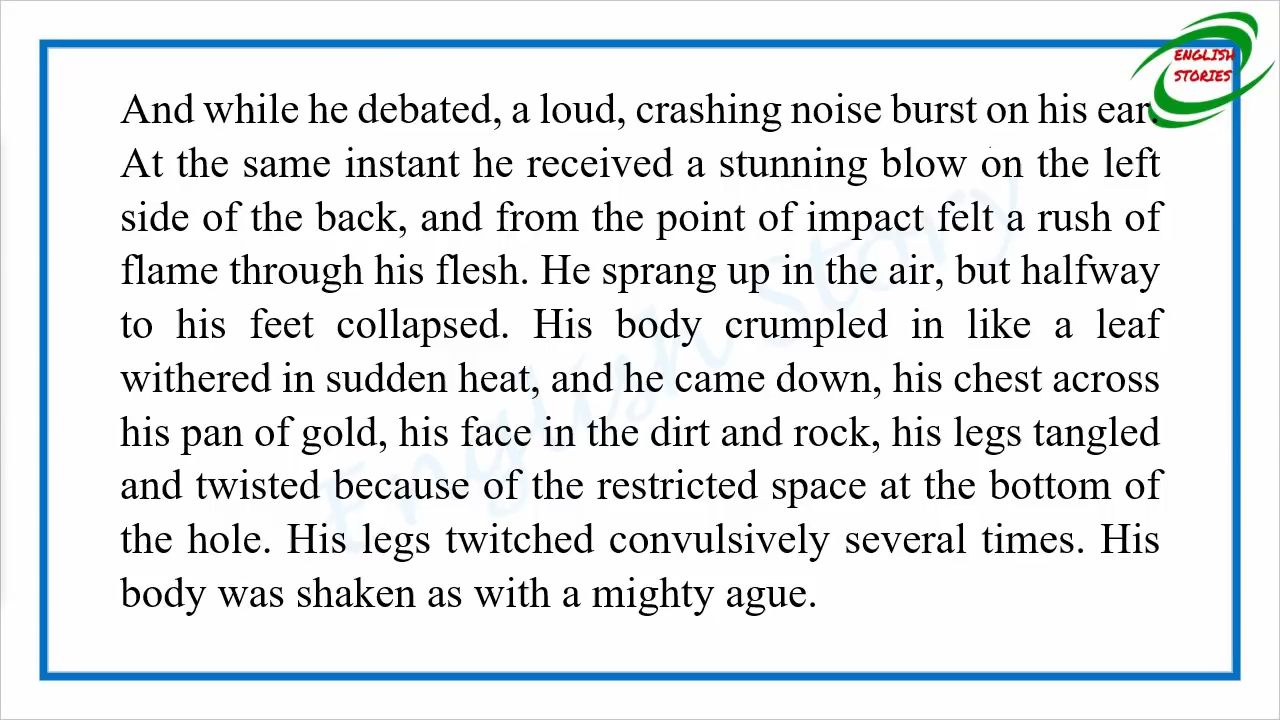 ENGLISH
STORIES
And while he debated, a loud, crashing noise burst on his ear.
At the same instant he received a stunning blow on the left
side of the back, and from the point of impact felt a rush of
flame through his flesh. He sprang up in the air, but halfway
to his feet collapsed. His body crumpled in like a leaf
withered in sudden heat, and he came down, his chest across
his pan of gold, his face in the dirt and rock, his legs tangled
and twisted because of the restricted space at the bottom of
the hole. His legs twitched convulsively several times. His
body was shaken as with a mighty ague.
English Story